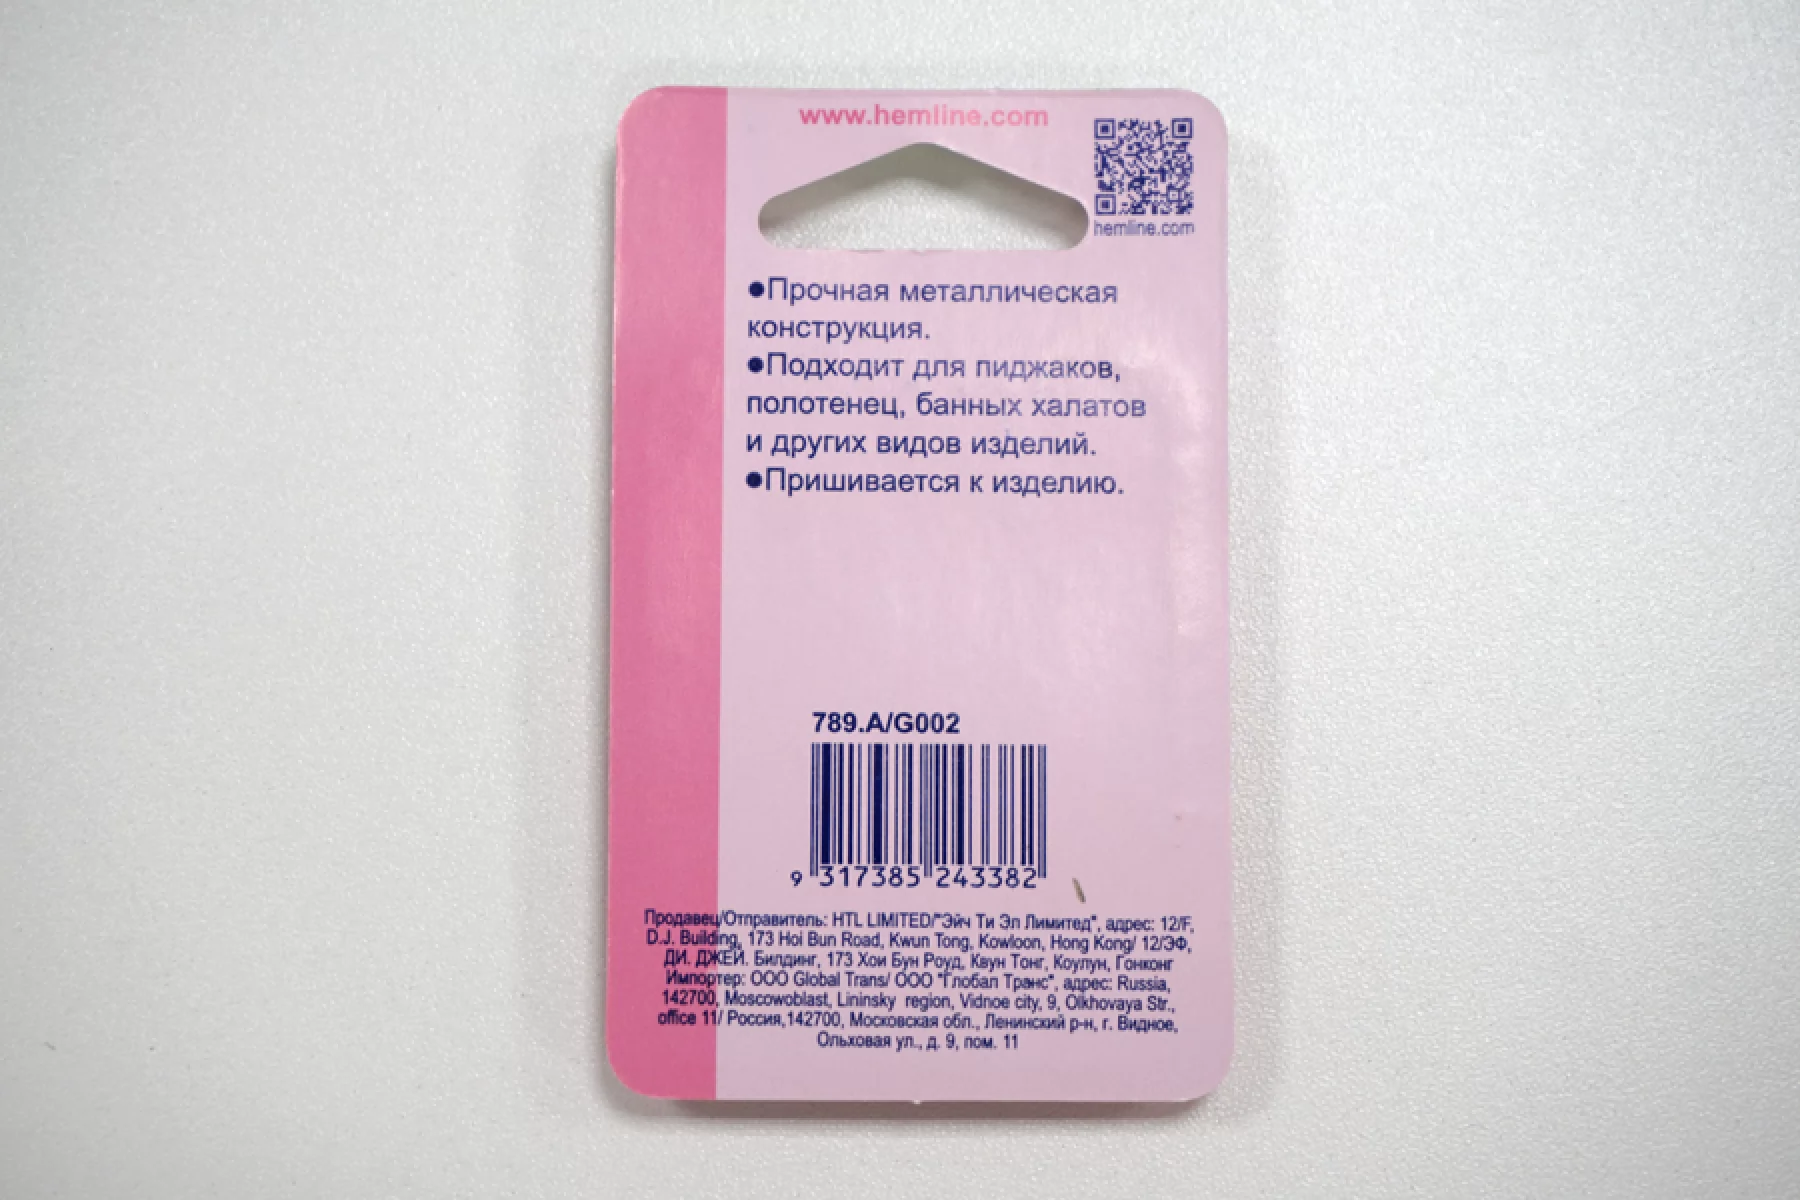 www.hemline.com
hemline.com
●Прочная металлическая
конструкция.
●Подходит для пиджаков,
полотенец, банных халатов
и других видов изделий.
●Пришивается к изделию.
789.A/G002
9 317385 243382
Продавец/Отправитель: HTL LIMITED/"Эйч Ти Эл Лимитед", адрес: 12/F,
D.J. Building, 173 Hoi Bun Road, Kwun Tong, Kowloon, Hong Kong/ 12/ЭФ,
ДИ. ДЖЕЙ. Билдинг, 173 Хои Бун Роуд, Квун Тонг, Коулун, Гонконг
Импортер: ООО Global Trans/ ООО "Глобал Транс", адрес: Russia,
142700, Moscowoblast, Lininsky region, Vidnoe city, 9, Olkhovaya Str.,
office 11/ Россия,142700, Московская обл., Ленинский р-н, г. Видное,
Ольховая ул., д. 9, пом. 11